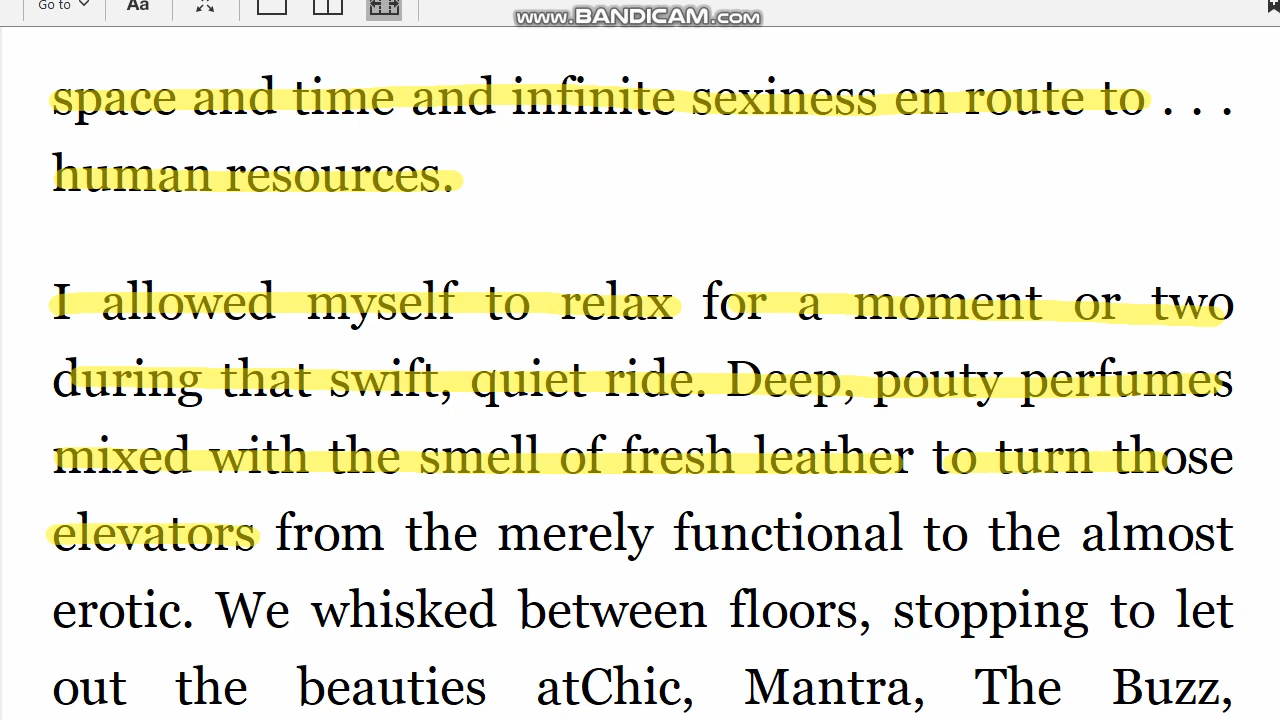 Go to Aa
www.BANDICAM.com
space and time and infinite sexiness en route to . . .
human resources.
I allowed myself to relax for a moment or two
during that swift, quiet ride. Deep, pouty perfumes
mixed with the smell of fresh leather to turn those
elevators from the merely functional to the almost
erotic. We whisked between floors, stopping to let
out the beauties atChic, Mantra, The Buzz,